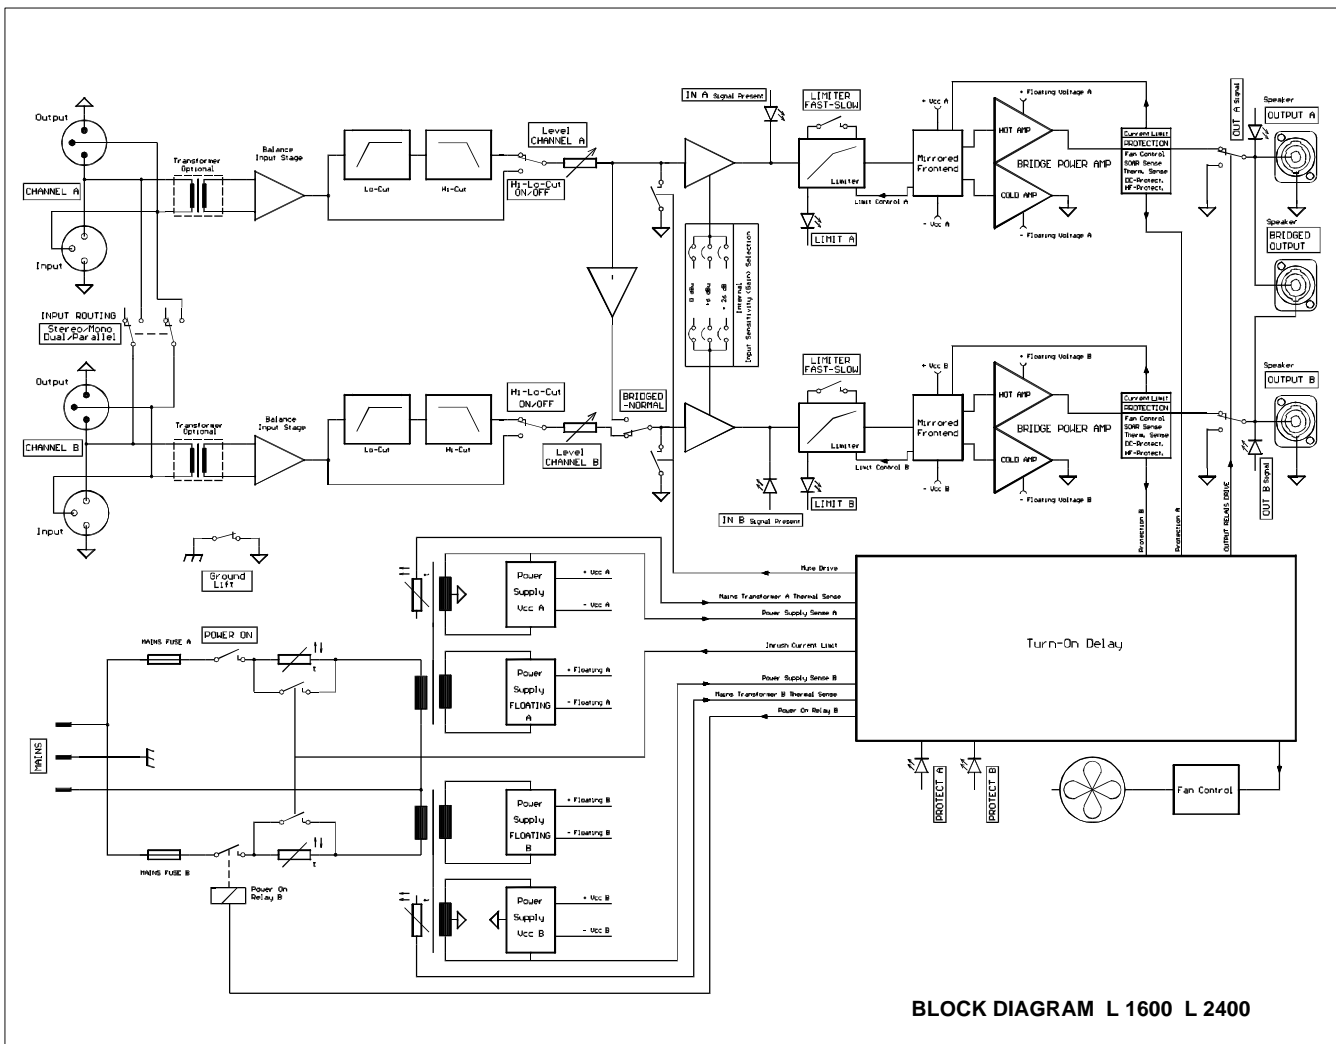 Output
CHANNEL A
Input
Transformer
Optional
Balance
Input Stage
Lo-Cut
Hi-Cut
Level
CHANNEL A
Hi-Lo-Cut
ON/OFF
IN A Signal Present
LIMITER
FAST-SLOW
Limiter
LIMIT A
Limit Control A
+ Vcc A
Mirrored
Frontend
- Vcc A
+ Floating Voltage A
HOT AMP
BRIDGE POWER AMP
COLD AMP
- Floating Voltage A
Current Limit
PROTECTION
Fan Control
SOAR Sense
Therm. Sense
DC-Protect.
HF-Protect.
OUT A Signal
Speaker
OUTPUT A
Speaker
BRIDGED
OUTPUT
INPUT ROUTING
Stereo/Mono
Dual/Parallel
0 dBu
+6 dBu
+ 26 dB
Internal
Input Sensitivity (Gain) Selection
Output
CHANNEL B
Input
Transformer
Optional
Balance
Input Stage
Lo-Cut
Hi-Cut
Hi-Lo-Cut
ON/OFF
Level
CHANNEL B
BRIDGED
-NORMAL
IN B Signal Present
LIMITER
FAST-SLOW
Limiter
LIMIT B
Limit Control B
+ Vcc B
Mirrored
Frontend
- Vcc B
+ Floating Voltage B
HOT AMP
BRIDGE POWER AMP
COLD AMP
- Floating Voltage B
Current Limit
PROTECTION
Fan Control
SOAR Sense
Therm. Sense
DC-Protect.
HF-Protect.
Speaker
OUTPUT B
OUT B Signal
Protection B
Protection A
OUTPUT RELAIS DRIVE
Ground
Lift
t
Power
Supply
Vcc A
+ Vcc A
- Vcc A
Mute Drive
Mains Transformer A Thermal Sense
Power Supply Sense A
Inrush Current Limit
Power Supply Sense B
Mains Transformer B Thermal Sense
Power On Relay B
Turn-On Delay
MAINS FUSE A
POWER ON
t
Power
Supply
FLOATING
A
+ Floating A
- Floating A
MAINS
Power
Supply
FLOATING
B
+ Floating B
- Floating B
MAINS FUSE B
t
Power On
Relay B
t
Power
Supply
Vcc B
+ Vcc B
- Vcc B
PROTECT A
PROTECT B
Fan Control
BLOCK DIAGRAM L 1600 L 2400